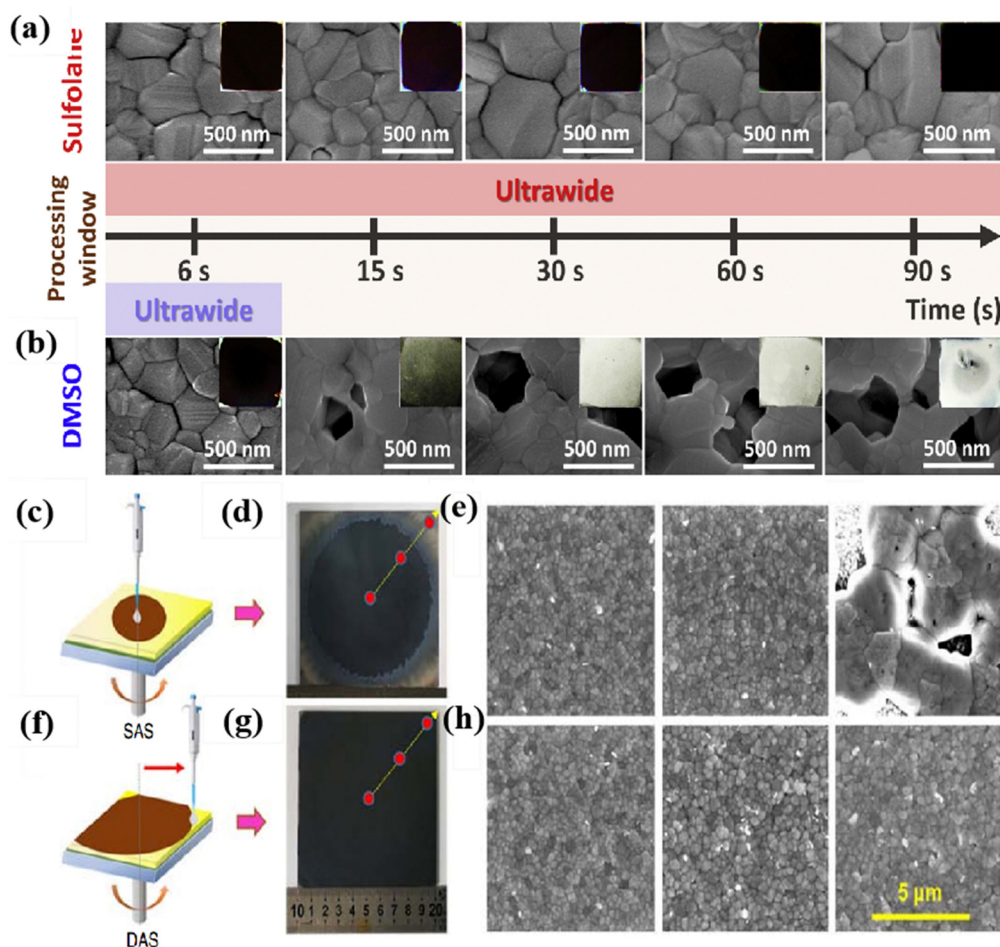 (a)
Sulfolane
500 nm
500 nm
500 nm
500 nm
500 nm
Processing
window
Ultrawide
6 s
15 s
30 s
60 s
90 s
Ultrawide
Time (s)
(b)
DMSO
500 nm
500 nm
500 nm
500 nm
500 nm
(c)
(d)
(e)
SAS
(f)
(g)
(h)
10 1 2 3 4 5 6 7 8 9 20
5 µm
DAS